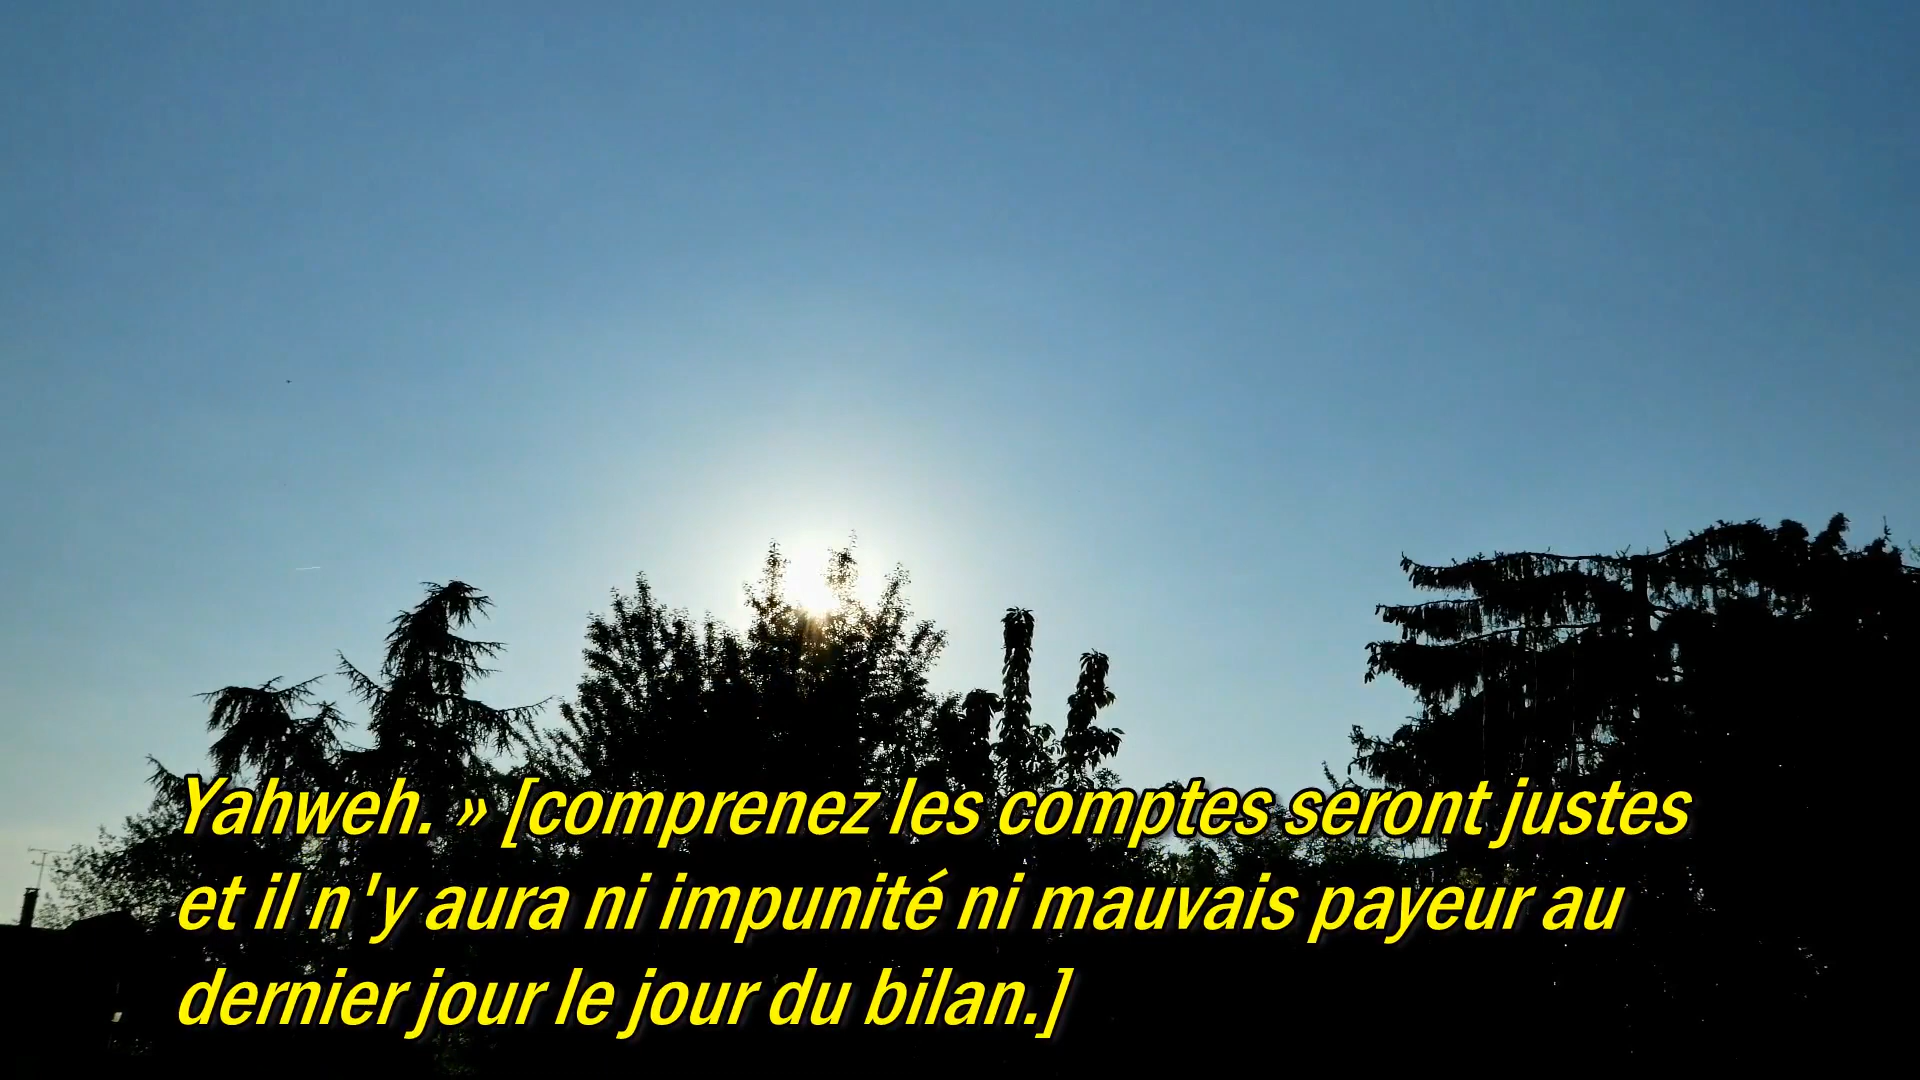 Yahweh. » [comprenez les comptes seront justes
et il n'y aura ni impunité ni mauvais payeur au
dernier jour le jour du bilan.]